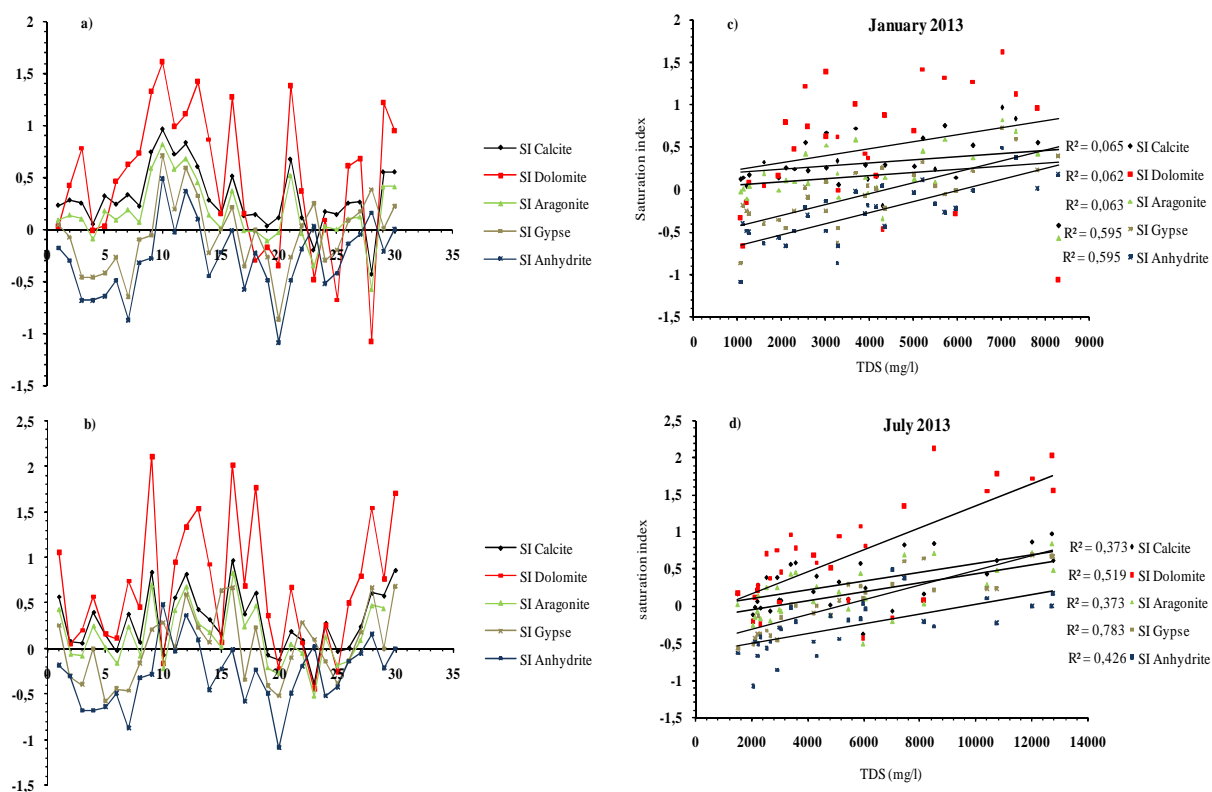 a)
2
1,5
1
0,5
0
-0,5
-1
-1,5
0 5 10 15 20 25 30 35
SI Calcite
SI Dolomite
SI Aragonite
SI Gypse
SI Anhydrite
c) January 2013
Saturation index
2
1,5
1
0,5
0
-0,5
-1
-1,5
0 1000 2000 3000 4000 5000 6000 7000 8000 9000
TDS (mg/l)
R² = 0,065 SI Calcite
R² = 0,062 SI Dolomite
R² = 0,063 SI Aragonite
R² = 0,595 SI Gypse
R² = 0,595 SI Anhydrite
b)
2,5
2
1,5
1
0,5
0
-0,5
-1
-1,5
0 5 10 15 20 25 30 35
SI Calcite
SI Dolomite
SI Aragonite
SI Gypse
SI Anhydrite
d) July 2013
saturation index
2,5
2
1,5
1
0,5
0
-0,5
-1
-1,5
0 2000 4000 6000 8000 10000 12000 14000
TDS (mg/l)
R² = 0,373 SI Calcite
R² = 0,519 SI Dolomite
R² = 0,373 SI Aragonite
R² = 0,783 SI Gypse
R² = 0,426 SI Anhydrite